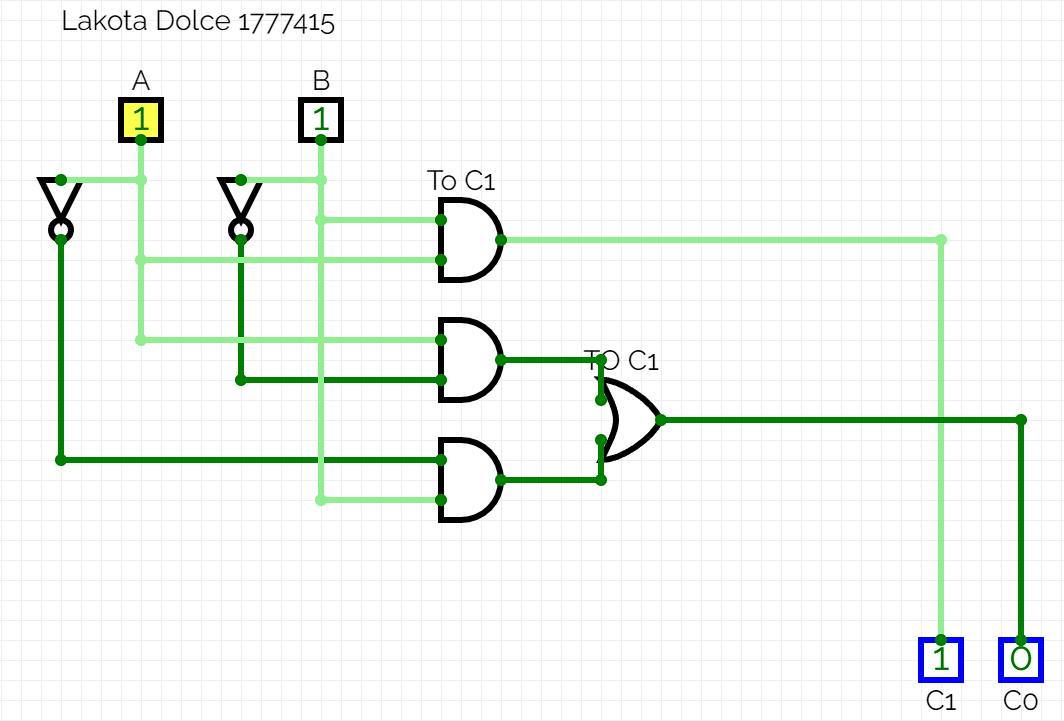 Lakota Dolce 1777415
A B
1 1
To C1
TO C1
1 0
C1 C0